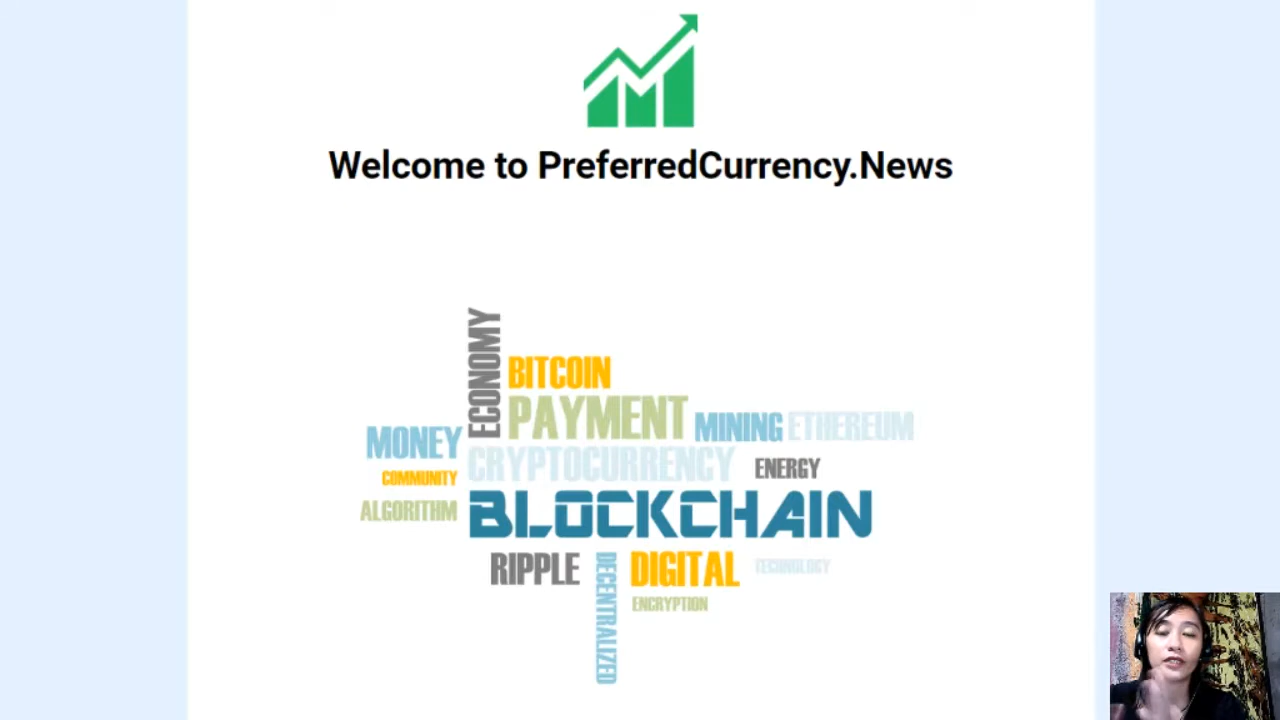 Welcome to PreferredCurrency.News
ECONOMY
BITCOIN
PAYMENT
MINING
ETHEREUM
MONEY
CRYPTOCURRENCY
ENERGY
COMMUNITY
ALGORITHM
BLOCKCHAIN
RIPPLE
DECENTRALIZED
DIGITAL
TECHNOLOGY
ENCRYPTION